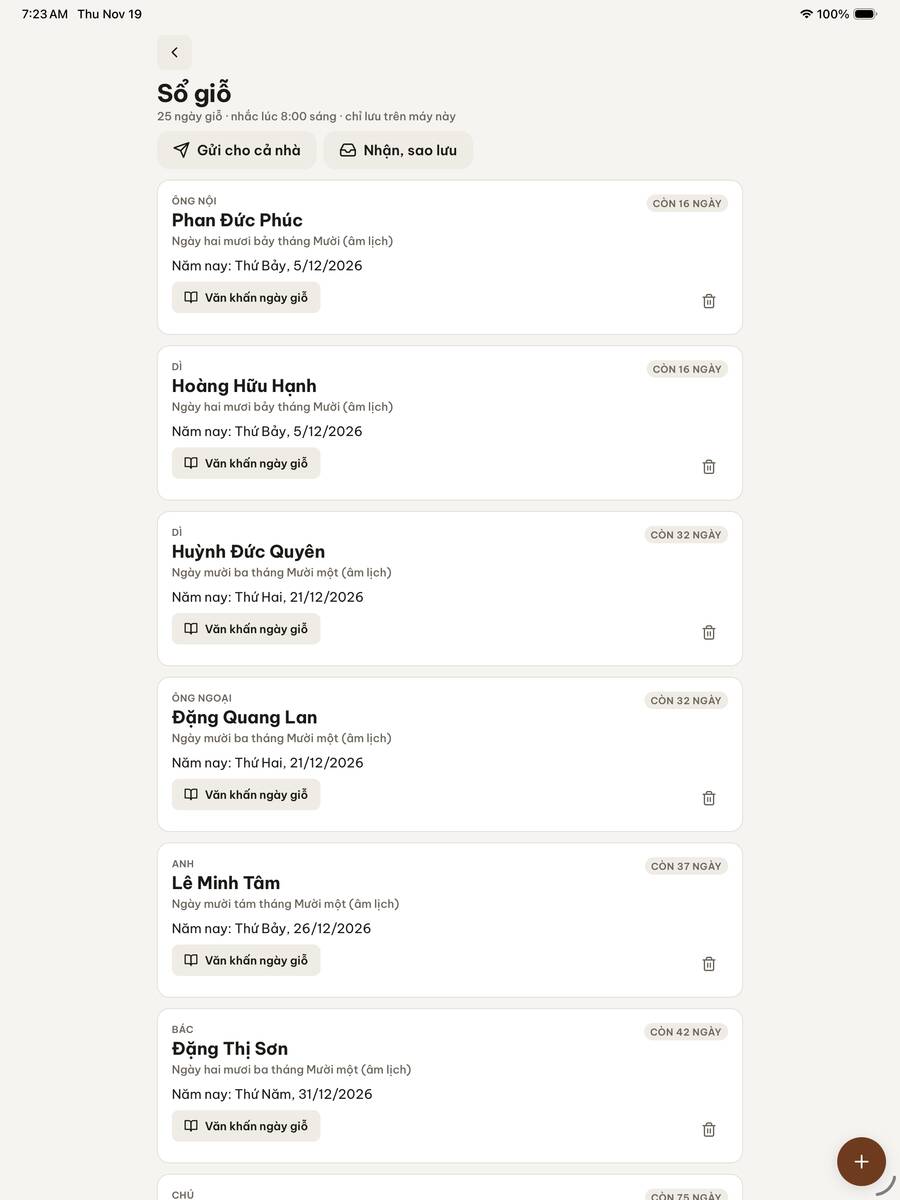 7:23 AM Thu Nov 19
100%
Sổ giỗ
25 ngày giỗ · nhắc lúc 8:00 sáng · chỉ lưu trên máy này
Gửi cho cả nhà
Nhận, sao lưu
ÔNG NỘI
CÒN 16 NGÀY
Phan Đức Phúc
Ngày hai mươi bảy tháng Mười (âm lịch)
Năm nay: Thứ Bảy, 5/12/2026
Văn khấn ngày giỗ
DÌ
CÒN 16 NGÀY
Hoàng Hữu Hạnh
Ngày hai mươi bảy tháng Mười (âm lịch)
Năm nay: Thứ Bảy, 5/12/2026
Văn khấn ngày giỗ
DÌ
CÒN 32 NGÀY
Huỳnh Đức Quyên
Ngày mười ba tháng Mười một (âm lịch)
Năm nay: Thứ Hai, 21/12/2026
Văn khấn ngày giỗ
ÔNG NGOẠI
CÒN 32 NGÀY
Đặng Quang Lan
Ngày mười ba tháng Mười một (âm lịch)
Năm nay: Thứ Hai, 21/12/2026
Văn khấn ngày giỗ
ANH
CÒN 37 NGÀY
Lê Minh Tâm
Ngày mười tám tháng Mười một (âm lịch)
Năm nay: Thứ Bảy, 26/12/2026
Văn khấn ngày giỗ
BÁC
CÒN 42 NGÀY
Đặng Thị Sơn
Ngày hai mươi ba tháng Mười một (âm lịch)
Năm nay: Thứ Năm, 31/12/2026
Văn khấn ngày giỗ
CHÚ
CÒN 75 NGÀY